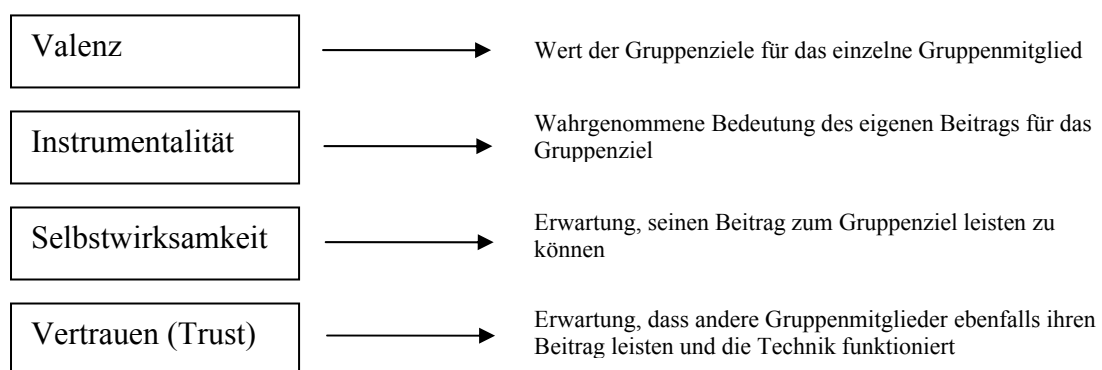 Valenz
Wert der Gruppenziele für das einzelne Gruppenmitglied
Instrumentalität
Wahrgenommene Bedeutung des eigenen Beitrags für das
Gruppenziel
Selbstwirksamkeit
Erwartung, seinen Beitrag zum Gruppenziel leisten zu
können
Vertrauen (Trust)
Erwartung, dass andere Gruppenmitglieder ebenfalls ihren
Beitrag leisten und die Technik funktioniert